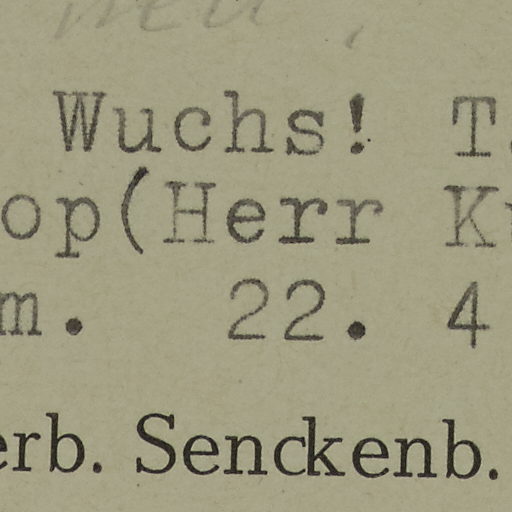 Wuchs! T
op(Herr K
m. 22. 4
erb. Senckenb.